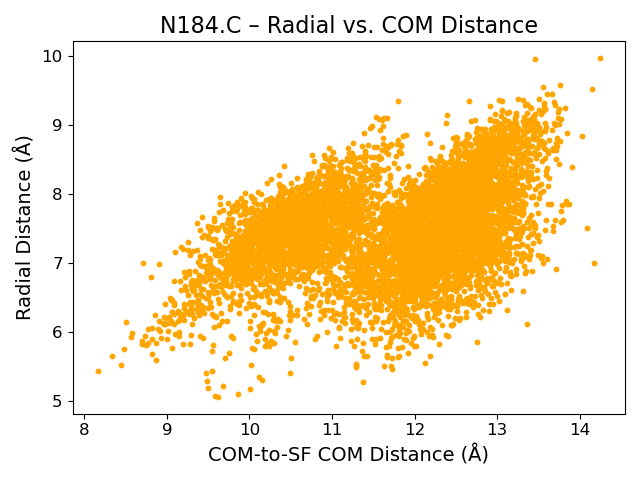 N184.C – Radial vs. COM Distance
Radial Distance (Å)
10
9
8
7
6
5
8 9 10 11 12 13 14
COM-to-SF COM Distance (Å)